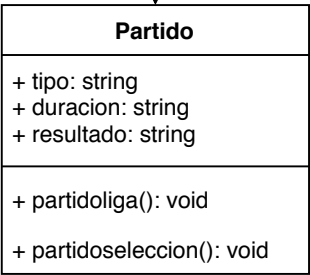 Partido
+ tipo: string
+ duracion: string
+ resultado: string
+ partidoliga(): void
+ partidoseleccion(): void